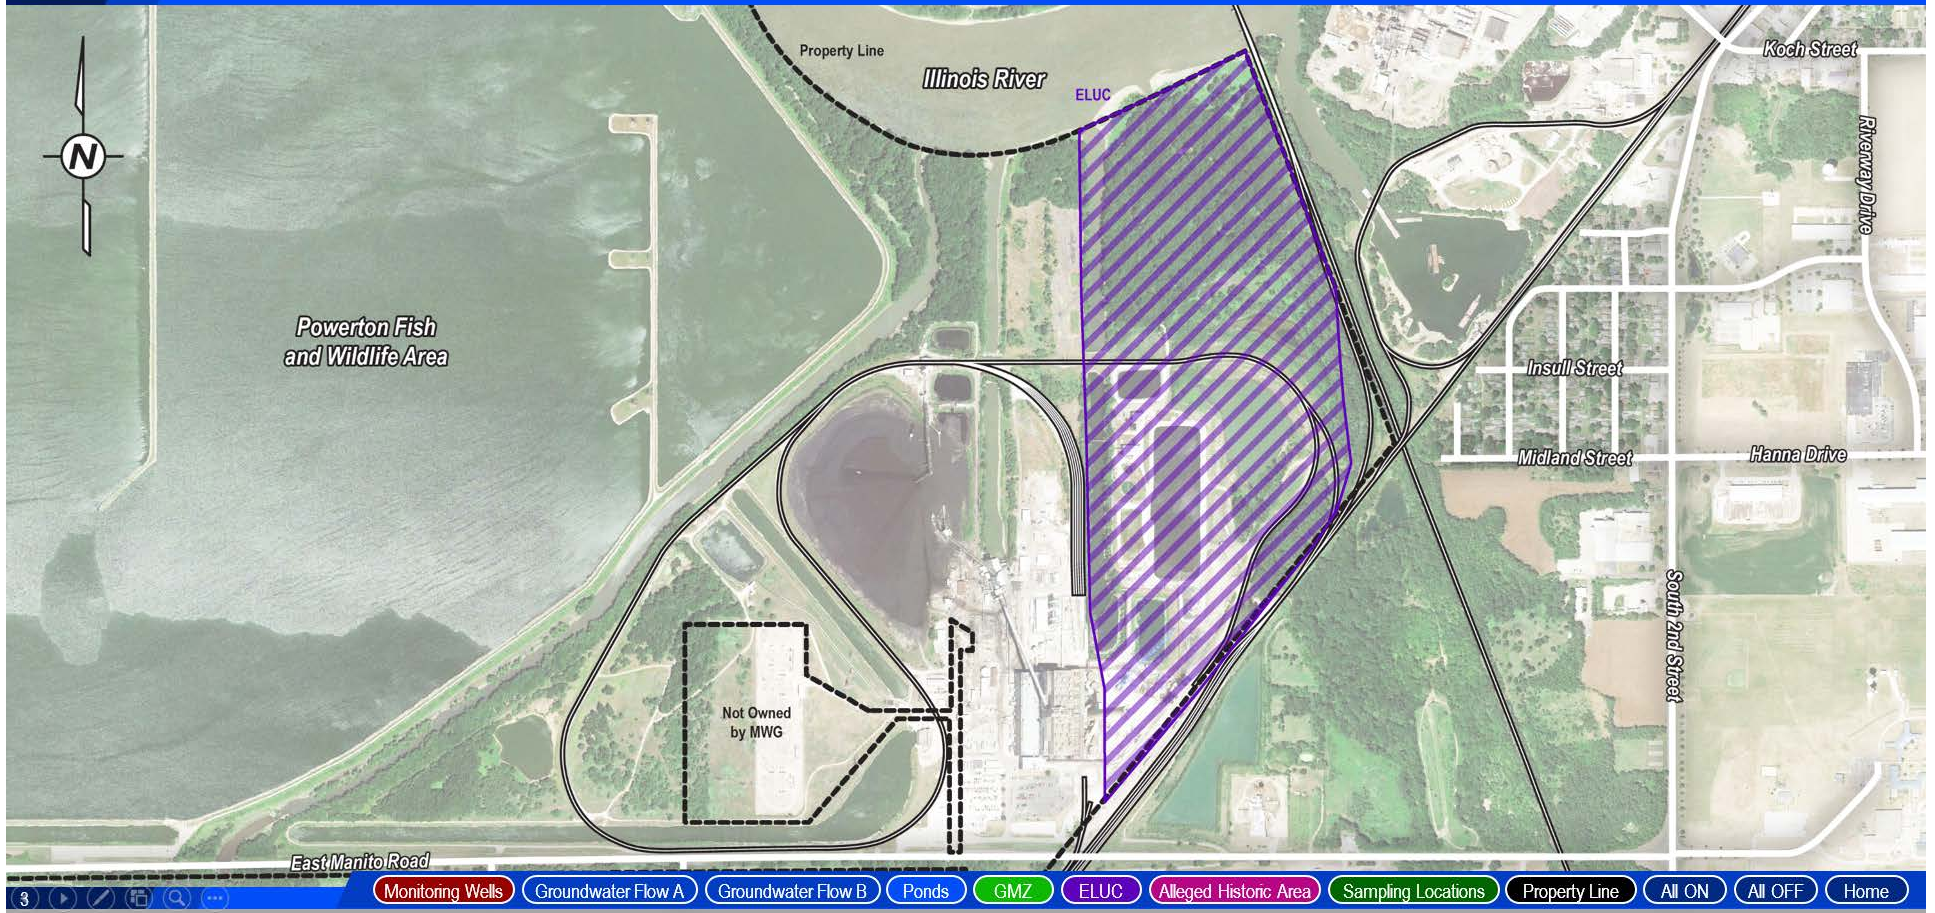 Koch Street
Property Line
Illinois River
ELUC
N
Riverway Drive
Powerton Fish
and Wildlife Area
Insull Street
Midland Street
Hanna Drive
South 2nd Street
Not Owned
by MWG
East Manito Road
3
Monitoring Wells
Groundwater Flow A
Groundwater Flow B
Ponds
GMZ
ELUC
Alleged Historic Area
Sampling Locations
Property Line
All ON
All OFF
Home